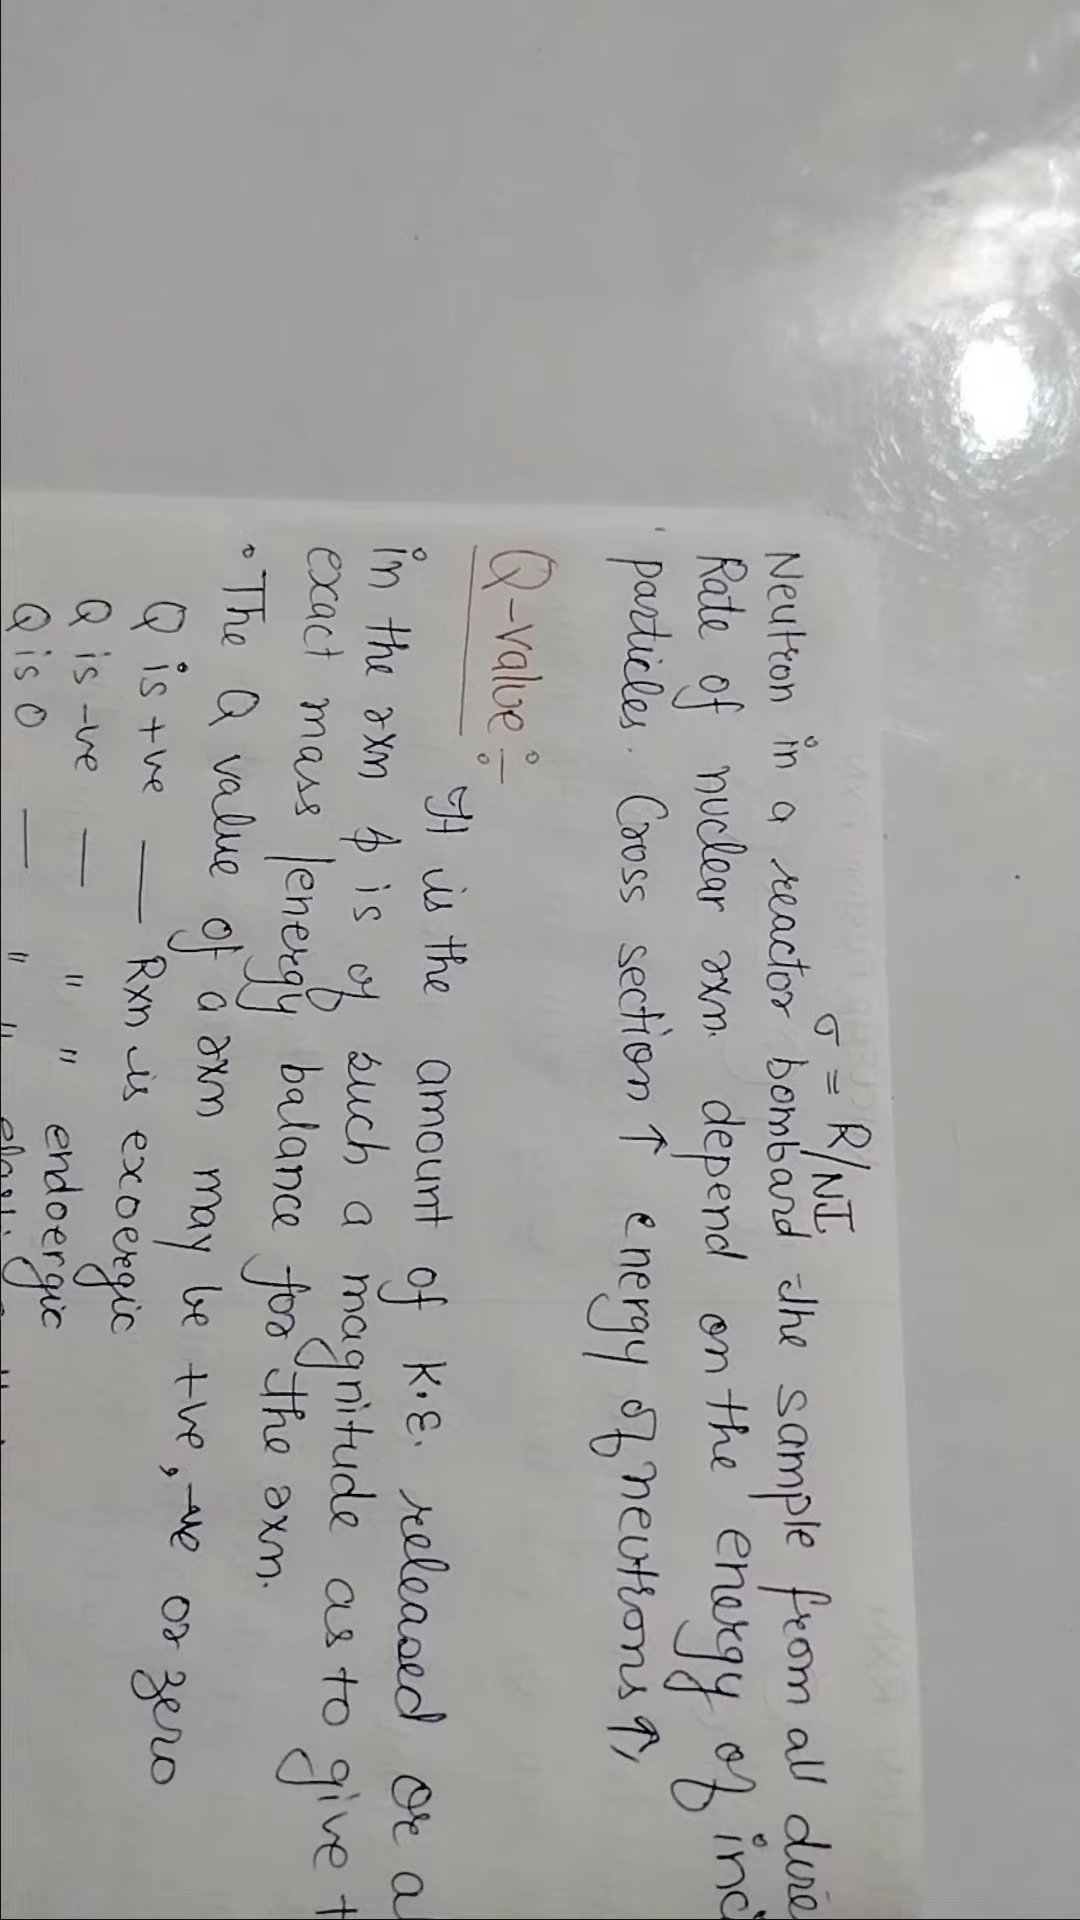 σ = R/NI
Neutron in a reactor bombard the sample from all dire
Rate of nuclear rxn. depend on the energy of inci
particles. Cross section ↑ energy of neutrons ↑,
Q-value :-
It is the amount of K.E. released or a
in the rxn & is of such a magnitude as to give t
exact mass/energy balance for the rxn.
• The Q value of a rxn may be +ve, -ve or zero
Q is +ve — Rxn is exoergic
Q is -ve — " " endoergic
Q is 0 — " "